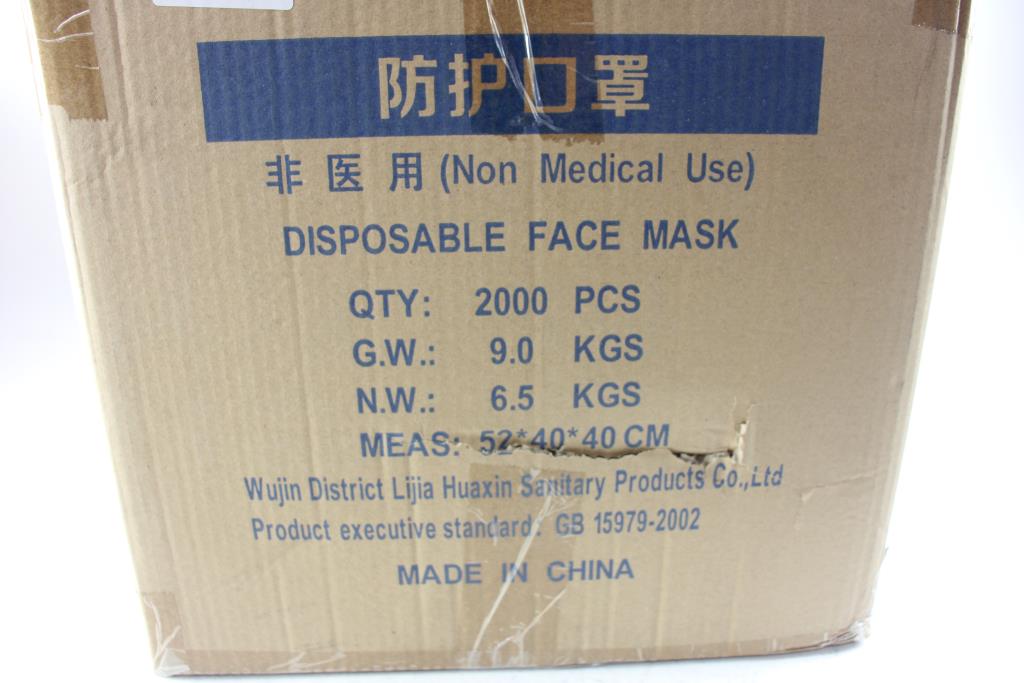 防护口罩
非医用 (Non Medical Use)
DISPOSABLE FACE MASK
QTY: 2000 PCS
G.W.: 9.0 KGS
N.W.: 6.5 KGS
MEAS: 52*40*40 CM
Wujin District Lijia Huaxin Sanitary Products Co.,Ltd
Product executive standard: GB 15979-2002
MADE IN CHINA